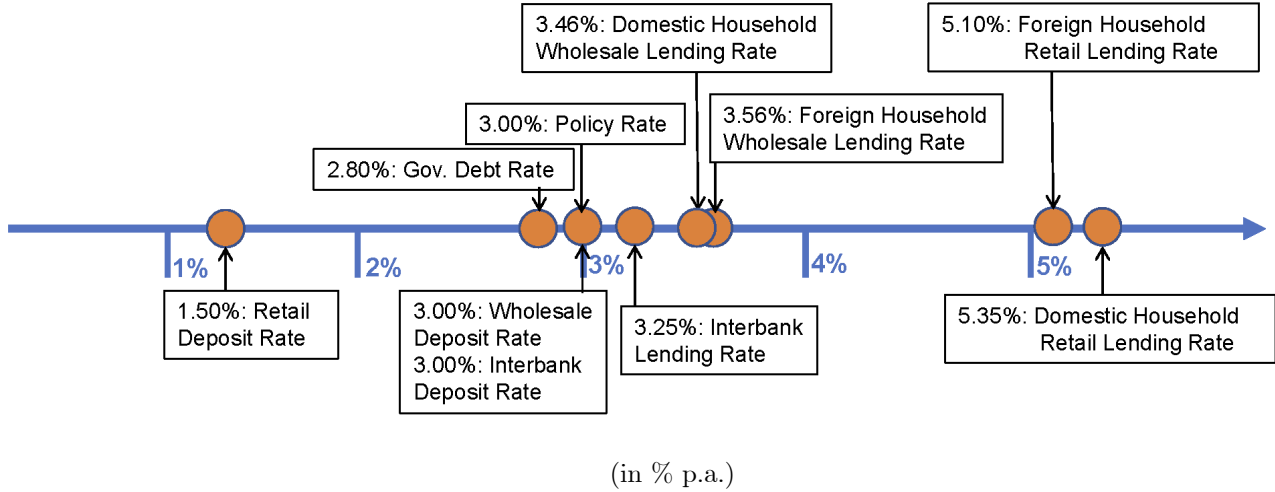 3.46%: Domestic Household
Wholesale Lending Rate
5.10%: Foreign Household
Retail Lending Rate
3.00%: Policy Rate
3.56%: Foreign Household
Wholesale Lending Rate
2.80%: Gov. Debt Rate
1%
2%
3%
4%
5%
1.50%: Retail
Deposit Rate
3.00%: Wholesale
Deposit Rate
3.00%: Interbank
Deposit Rate
3.25%: Interbank
Lending Rate
5.35%: Domestic Household
Retail Lending Rate
(in % p.a.)